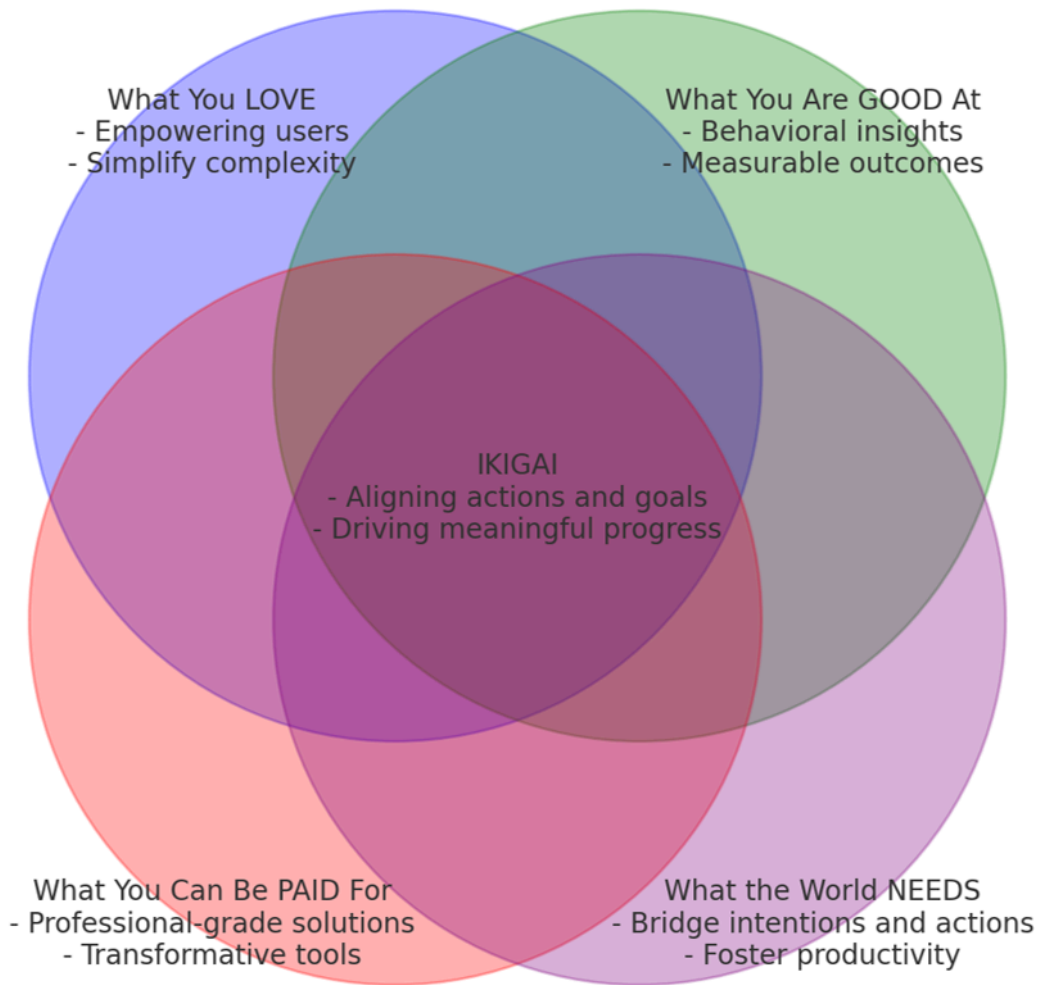 What You LOVE
- Empowering users
- Simplify complexity
What You Are GOOD At
- Behavioral insights
- Measurable outcomes
IKIGAI
- Aligning actions and goals
- Driving meaningful progress
What You Can Be PAID For
- Professional-grade solutions
- Transformative tools
What the World NEEDS
- Bridge intentions and actions
- Foster productivity